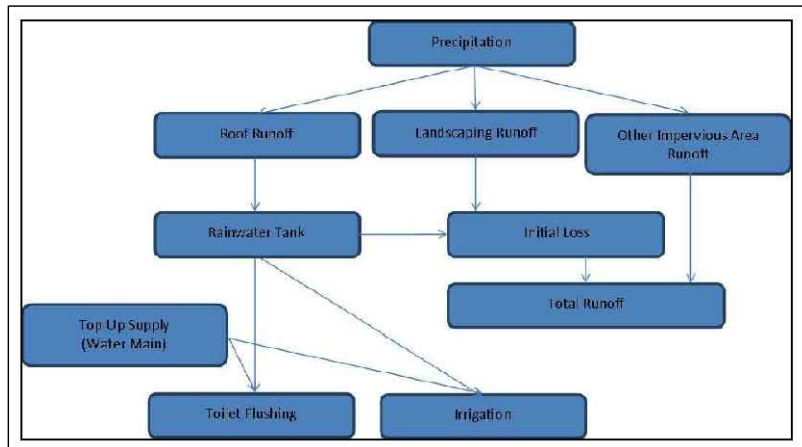 Precipitation
Roof Runoff
Landscaping Runoff
Other Impervious Area
Runoff
Rainwater Tank
Initial Loss
Total Runoff
Top Up Supply
(Water Main)
Toilet Flushing
Irrigation